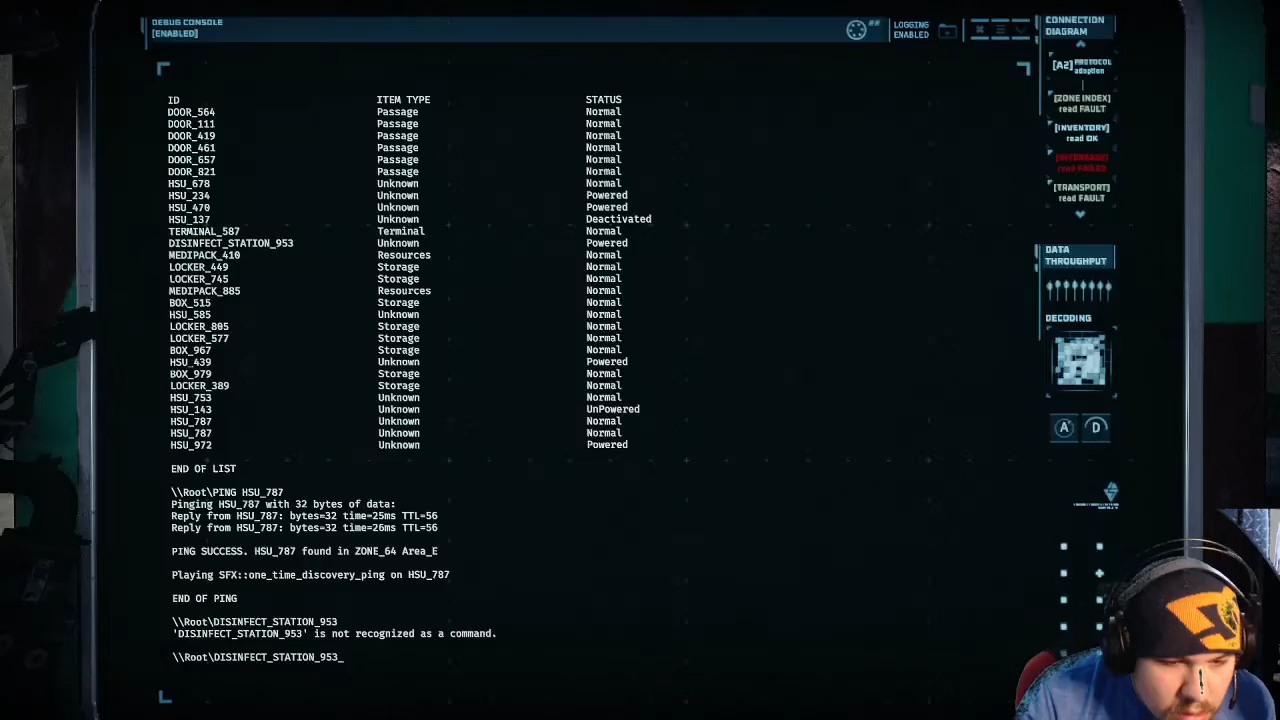 DEBUG CONSOLE
[ENABLED]
LOGGING
ENABLED
CONNECTION
DIAGRAM
[A2] PROTOCOL
adaption
[ZONE INDEX]
read FAULT
[INVENTORY]
read OK
read FAILED
[TRANSPORT]
read FAULT
DATA
THROUGHPUT
DECODING
A D
ID ITEM TYPE STATUS
DOOR_564 Passage Normal
DOOR_111 Passage Normal
DOOR_419 Passage Normal
DOOR_461 Passage Normal
DOOR_657 Passage Normal
DOOR_821 Passage Normal
HSU_678 Unknown Normal
HSU_234 Unknown Powered
HSU_470 Unknown Powered
HSU_137 Unknown Deactivated
TERMINAL_587 Terminal Normal
DISINFECT_STATION_953 Unknown Powered
MEDIPACK_410 Resources Normal
LOCKER_449 Storage Normal
LOCKER_745 Storage Normal
MEDIPACK_885 Resources Normal
BOX_515 Storage Normal
HSU_585 Unknown Normal
LOCKER_805 Storage Normal
LOCKER_577 Storage Normal
BOX_967 Storage Normal
HSU_439 Unknown Powered
BOX_979 Storage Normal
LOCKER_389 Storage Normal
HSU_753 Unknown Normal
HSU_143 Unknown UnPowered
HSU_787 Unknown Normal
HSU_787 Unknown Normal
HSU_972 Unknown Powered
END OF LIST
\\Root\PING HSU_787
Pinging HSU_787 with 32 bytes of data:
Reply from HSU_787: bytes=32 time=25ms TTL=56
Reply from HSU_787: bytes=32 time=26ms TTL=56
PING SUCCESS. HSU_787 found in ZONE_64 Area_E
Playing SFX::one_time_discovery_ping on HSU_787
END OF PING
\\Root\DISINFECT_STATION_953
'DISINFECT_STATION_953' is not recognized as a command.
\\Root\DISINFECT_STATION_953_